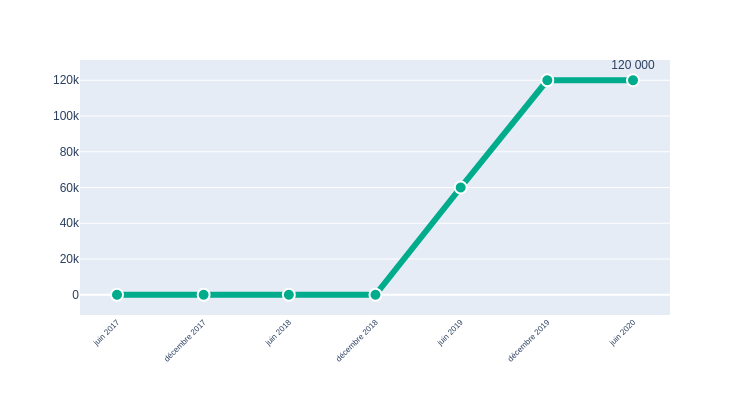 120 000
120k
100k
80k
60k
40k
20k
0
juin 2017
décembre 2017
juin 2018
décembre 2018
juin 2019
décembre 2019
juin 2020